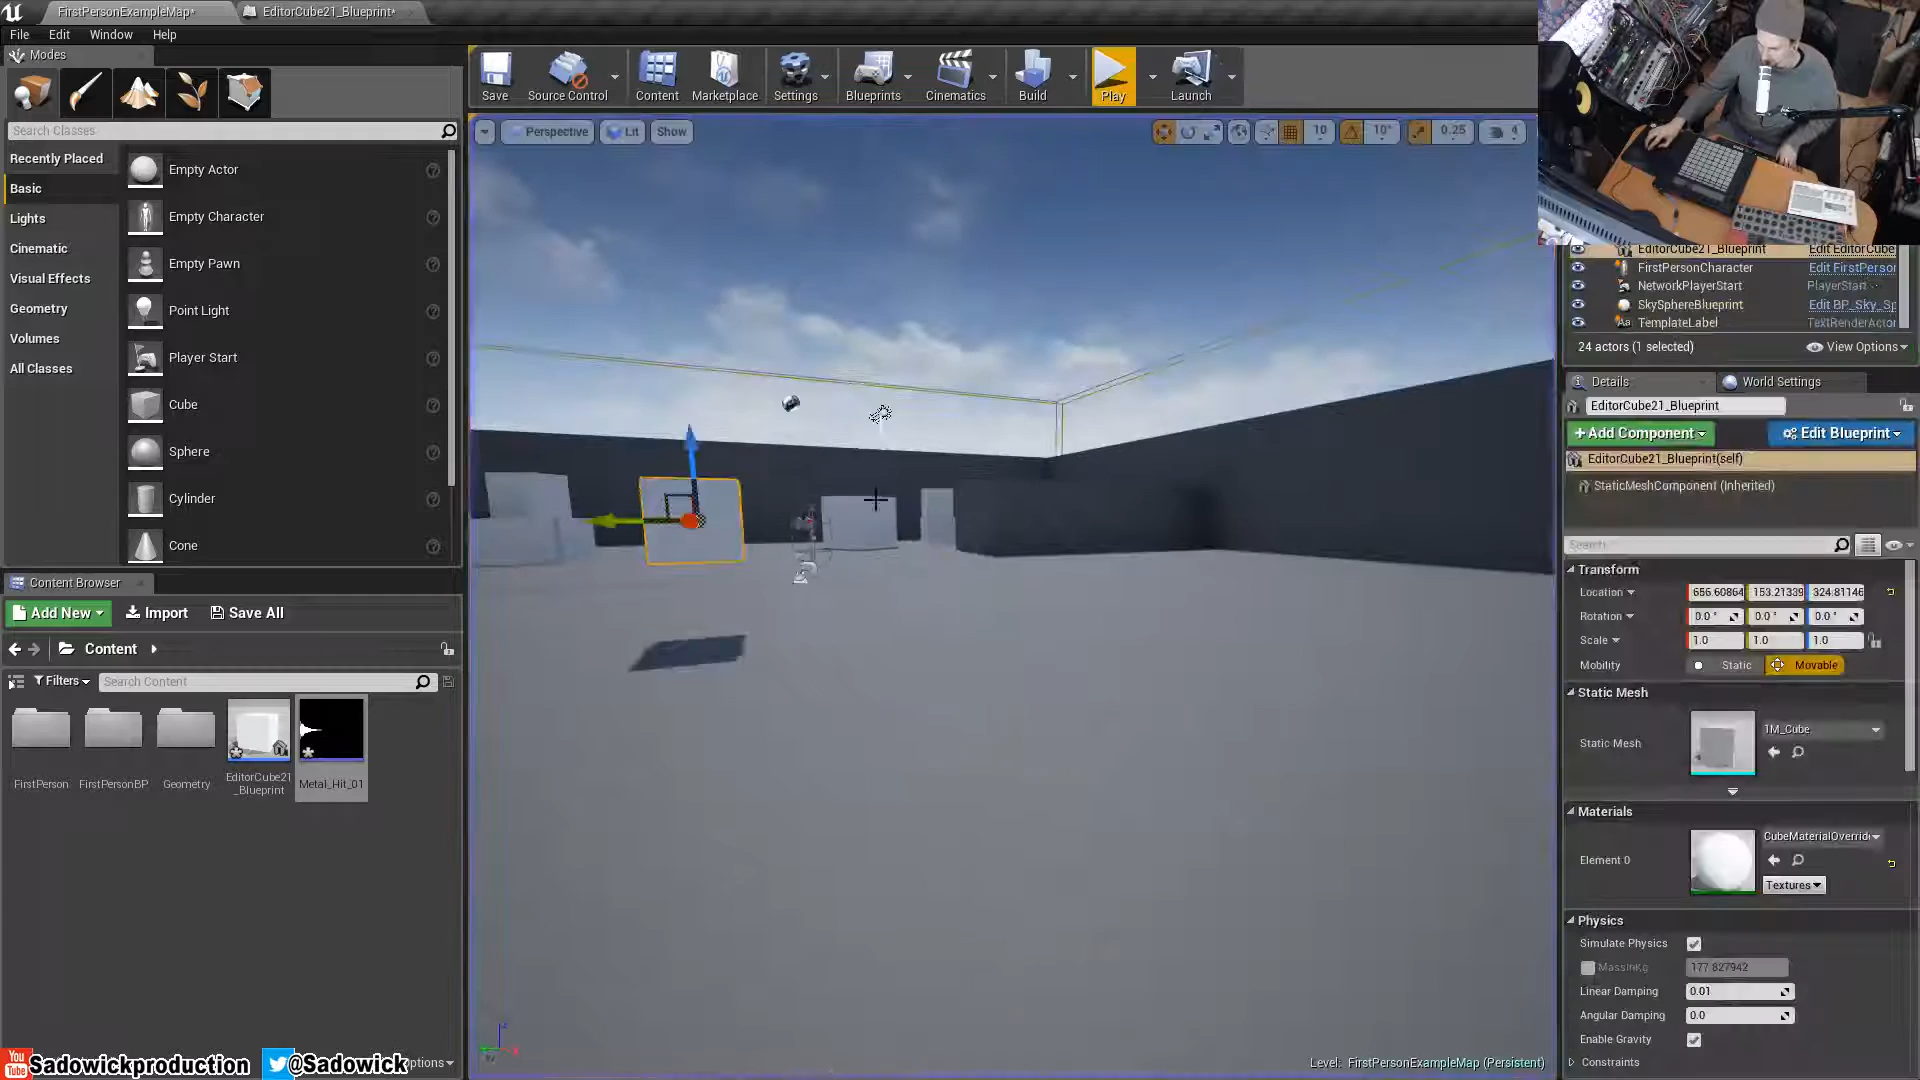 FirstPersonExampleMap*
EditorCube21_Blueprint*
File Edit Window Help
Modes
Save
Source Control
Content
Marketplace
Settings
Blueprints
Cinematics
Build
Play
Launch
Search Classes
Recently Placed
Basic
Lights
Cinematic
Visual Effects
Geometry
Volumes
All Classes
Empty Actor
Empty Character
Empty Pawn
Point Light
Player Start
Cube
Sphere
Cylinder
Cone
Perspective
Lit
Show
10
10°
0.25
4
Content Browser
Add New
Import
Save All
Content
Filters
Search Content
FirstPerson
FirstPersonBP
Geometry
EditorCube21
_Blueprint
Metal_Hit_01
You
Tube
Sadowickproduction
@Sadowick
ptions
Level: FirstPersonExampleMap (Persistent)
EditorCube21_Blueprint Edit EditorCube
FirstPersonCharacter Edit FirstPerson
NetworkPlayerStart PlayerStart
SkySphereBlueprint Edit BP_Sky_Sp
TemplateLabel TextRenderActor
24 actors (1 selected)
View Options
Details
World Settings
EditorCube21_Blueprint
+Add Component
Edit Blueprint
EditorCube21_Blueprint(self)
StaticMeshComponent (Inherited)
Search
Transform
Location 656.60864 153.21339 324.81146
Rotation 0.0 ° 0.0 ° 0.0 °
Scale 1.0 1.0 1.0
Mobility Static Movable
Static Mesh
Static Mesh
1M_Cube
Materials
Element 0
CubeMaterialOverride
Textures
Physics
Simulate Physics
MassInKg 177.827942
Linear Damping 0.01
Angular Damping 0.0
Enable Gravity
Constraints